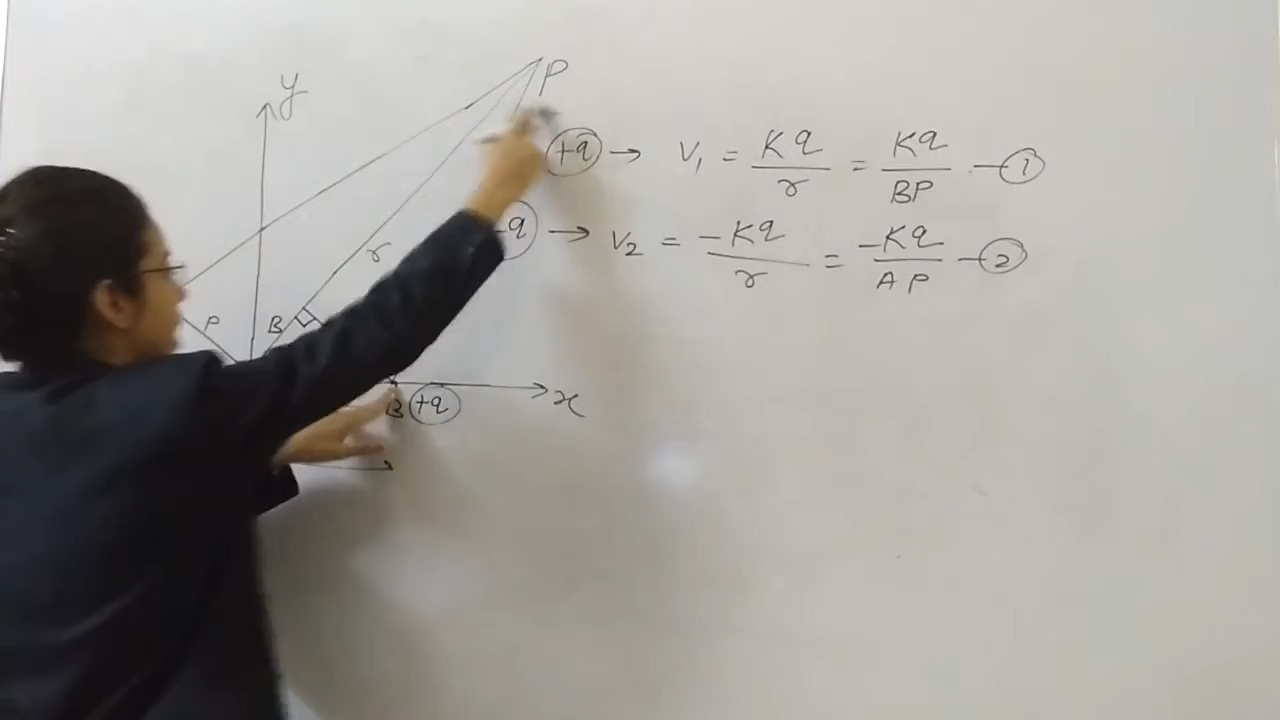 y
P
+q → V₁ = Kq/r = Kq/BP —①
-q → V₂ = -Kq/r = -Kq/AP —②
r
P
B
B +q
x